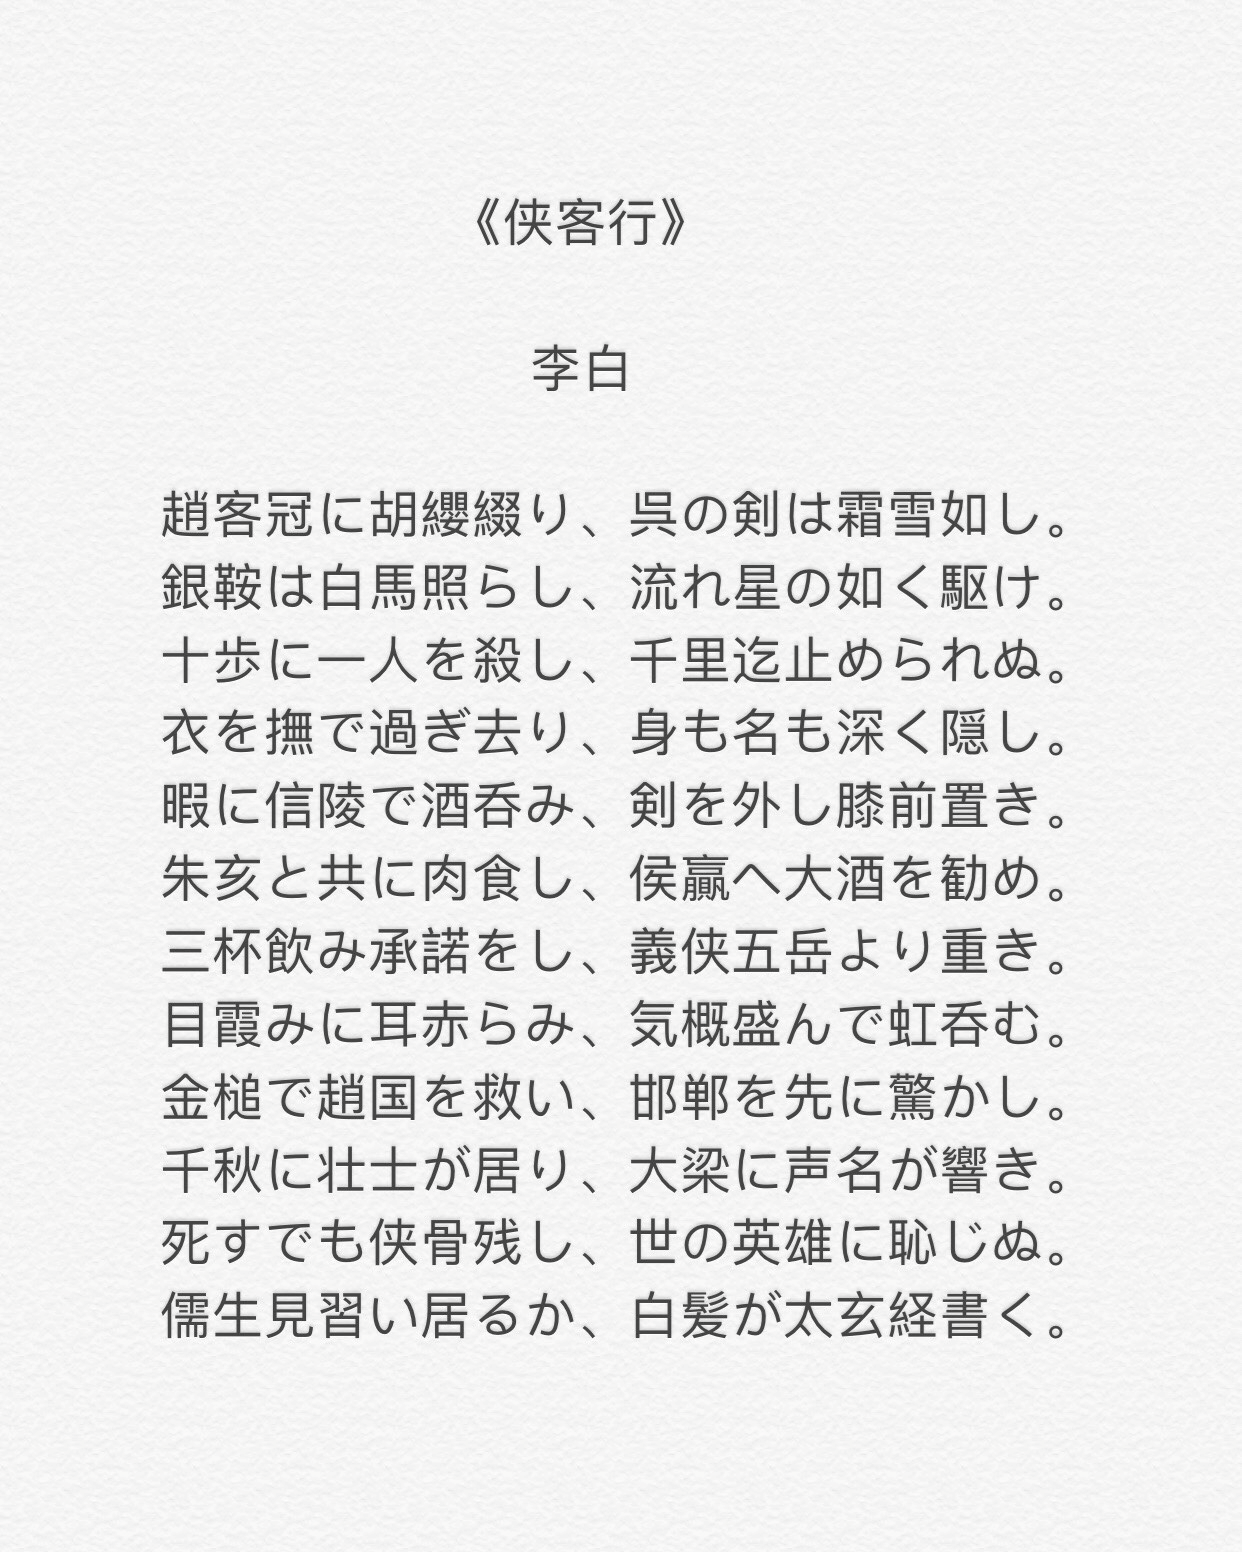 《侠客行》
李白
趙客冠に胡纓綴り、呉の剣は霜雪如し。
銀鞍は白馬照らし、流れ星の如く駆け。
十歩に一人を殺し、千里迄止められぬ。
衣を撫で過ぎ去り、身も名も深く隠し。
暇に信陵で酒呑み、剣を外し膝前置き。
朱亥と共に肉食し、侯贏へ大酒を勧め。
三杯飲み承諾をし、義侠五岳より重き。
目霞みに耳赤らみ、気概盛んで虹呑む。
金槌で趙国を救い、邯鄲を先に驚かし。
千秋に壮士が居り、大梁に声名が響き。
死すでも侠骨残し、世の英雄に恥じぬ。
儒生見習い居るか、白髪が太玄経書く。